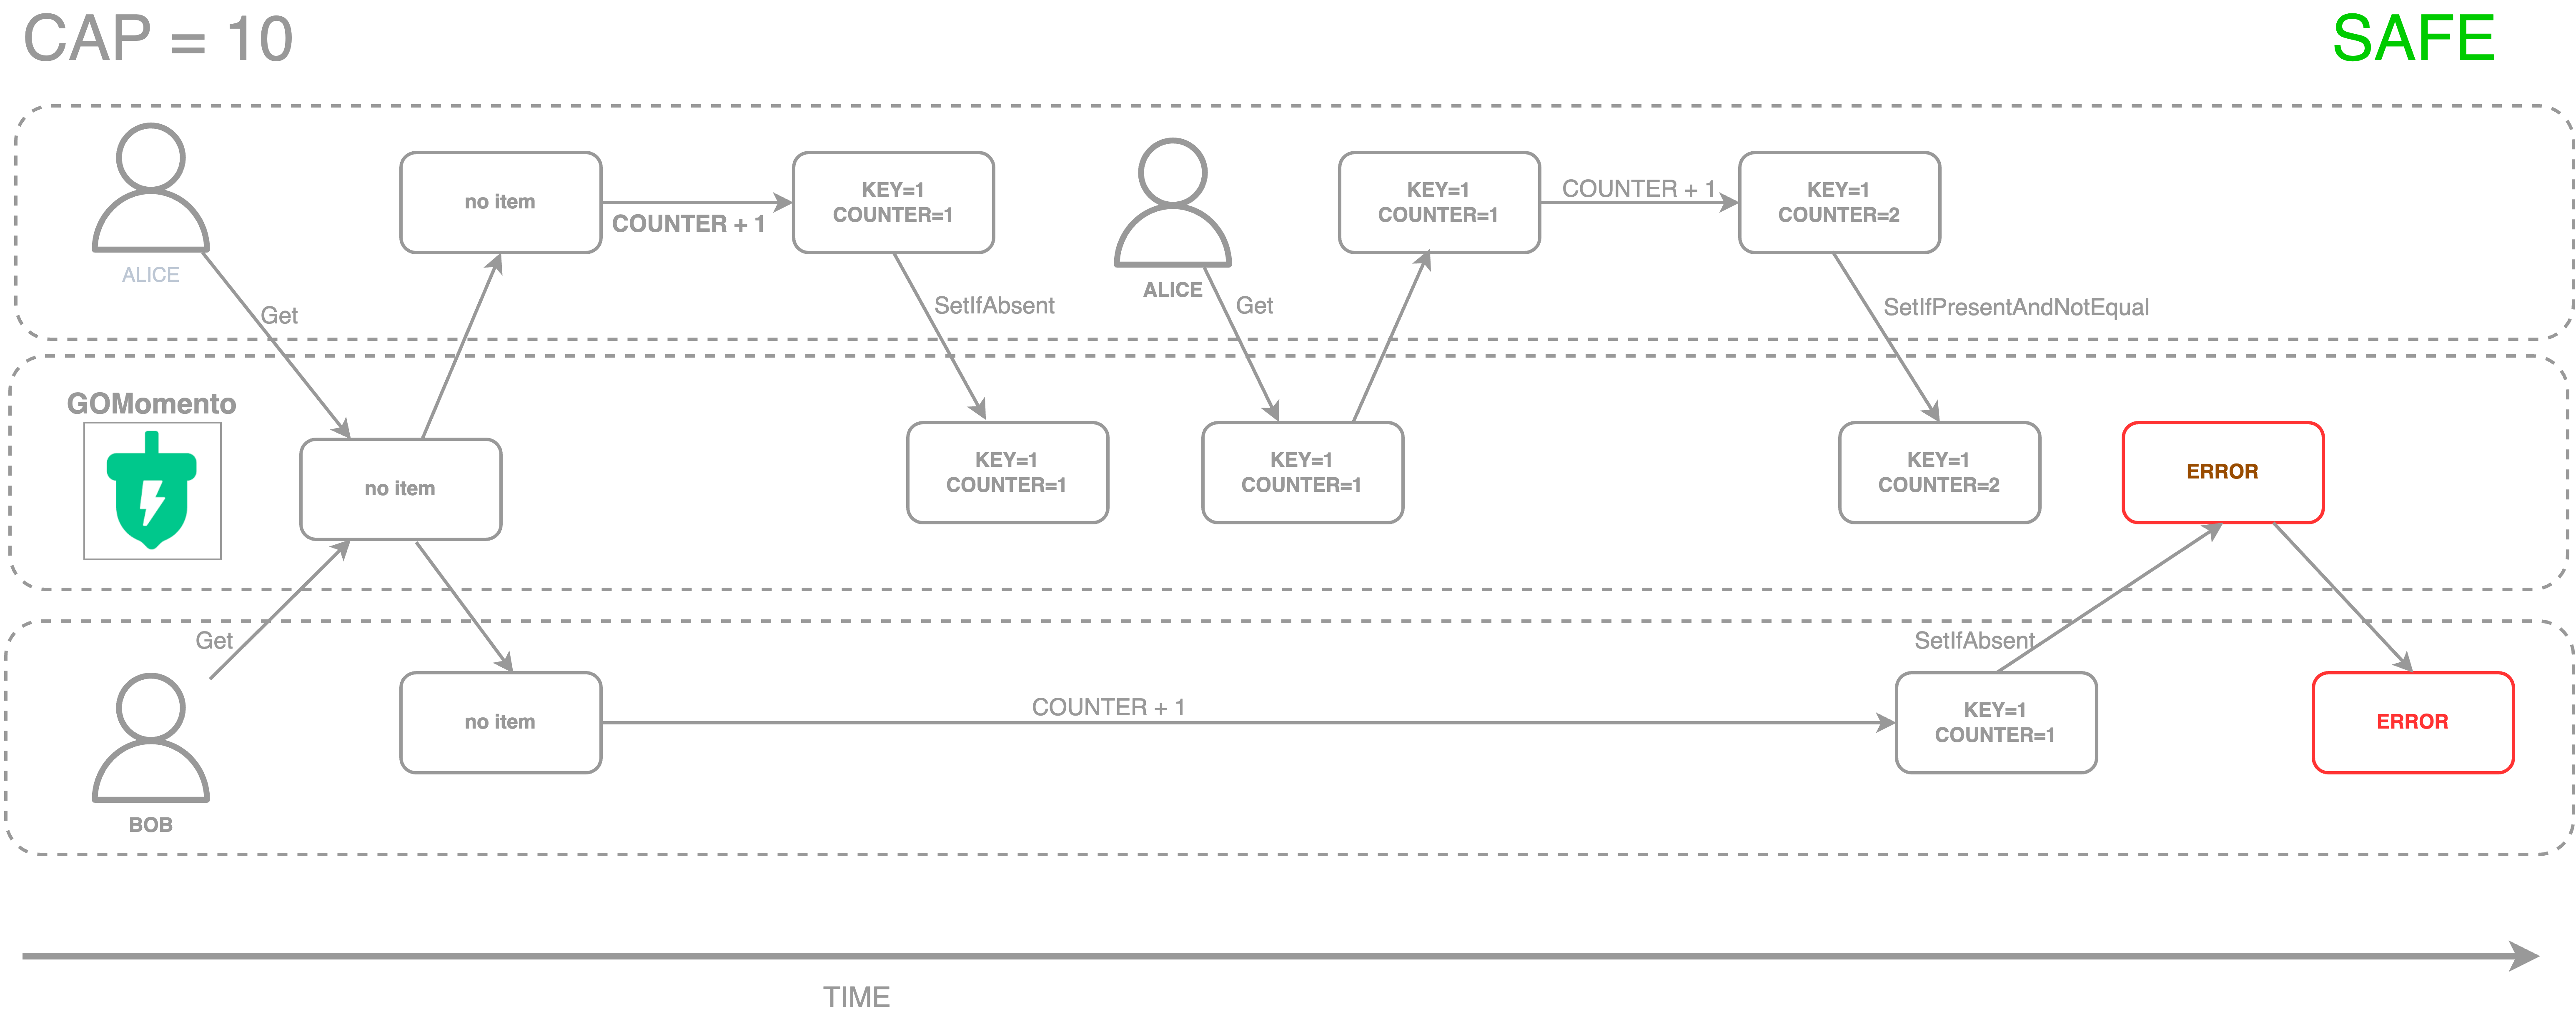 CAP = 10
SAFE
ALICE
Get
no item
COUNTER + 1
KEY=1
COUNTER=1
SetIfAbsent
ALICE
Get
KEY=1
COUNTER=1
COUNTER + 1
KEY=1
COUNTER=2
SetIfPresentAndNotEqual
GOMomento
no item
KEY=1
COUNTER=1
KEY=1
COUNTER=1
KEY=1
COUNTER=2
ERROR
Get
BOB
no item
COUNTER + 1
SetIfAbsent
KEY=1
COUNTER=1
ERROR
TIME